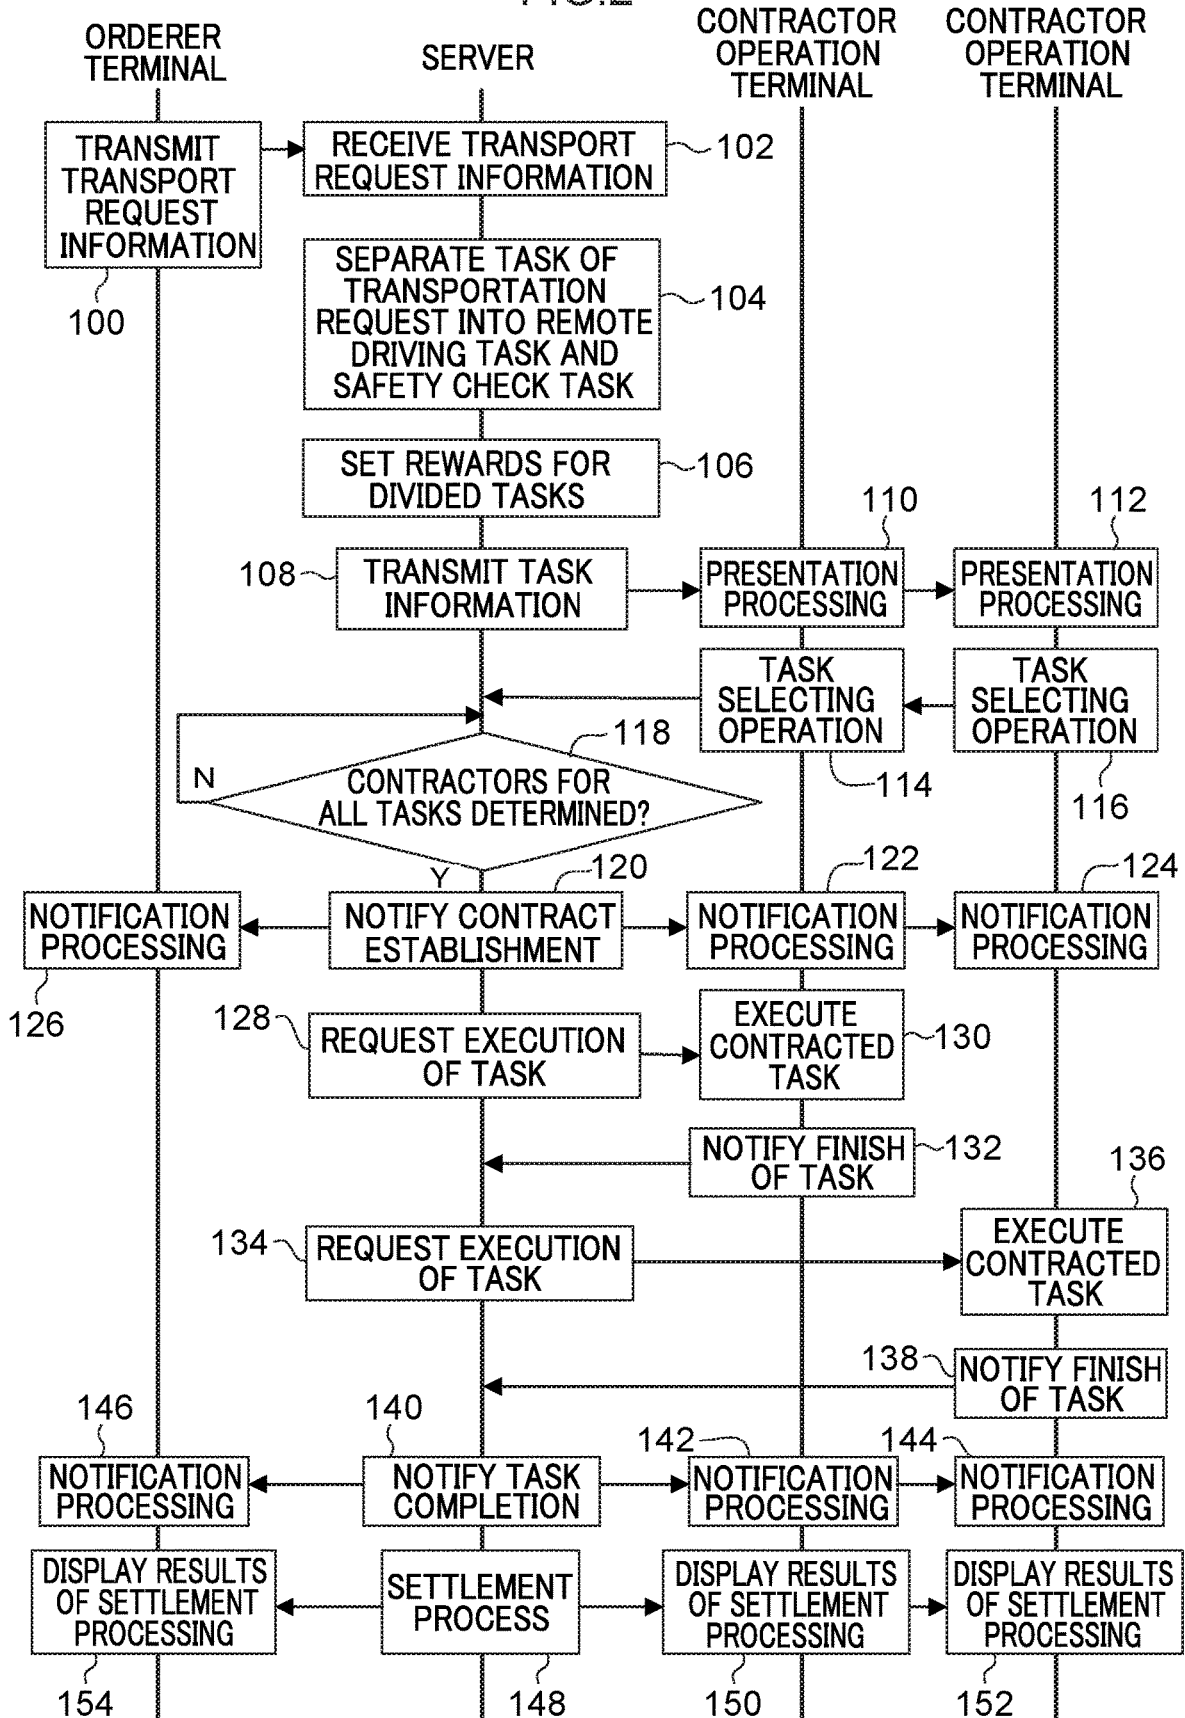 ORDERER
TERMINAL
SERVER
CONTRACTOR
OPERATION
TERMINAL
CONTRACTOR
OPERATION
TERMINAL
TRANSMIT
TRANSPORT
REQUEST
INFORMATION
100
RECEIVE TRANSPORT
REQUEST INFORMATION
102
SEPARATE TASK OF
TRANSPORTATION
REQUEST INTO REMOTE
DRIVING TASK AND
SAFETY CHECK TASK
104
SET REWARDS FOR
DIVIDED TASKS
106
108
TRANSMIT TASK
INFORMATION
110
PRESENTATION
PROCESSING
112
PRESENTATION
PROCESSING
TASK
SELECTING
OPERATION
114
TASK
SELECTING
OPERATION
116
118
N
CONTRACTORS FOR
ALL TASKS DETERMINED?
Y
120
122
124
NOTIFICATION
PROCESSING
126
NOTIFY CONTRACT
ESTABLISHMENT
NOTIFICATION
PROCESSING
NOTIFICATION
PROCESSING
128
REQUEST EXECUTION
OF TASK
EXECUTE
CONTRACTED
TASK
130
NOTIFY FINISH
OF TASK
132
134
REQUEST EXECUTION
OF TASK
136
EXECUTE
CONTRACTED
TASK
138
NOTIFY FINISH
OF TASK
146
140
142
144
NOTIFICATION
PROCESSING
NOTIFY TASK
COMPLETION
NOTIFICATION
PROCESSING
NOTIFICATION
PROCESSING
DISPLAY RESULTS
OF SETTLEMENT
PROCESSING
154
SETTLEMENT
PROCESS
148
DISPLAY RESULTS
OF SETTLEMENT
PROCESSING
150
DISPLAY RESULTS
OF SETTLEMENT
PROCESSING
152